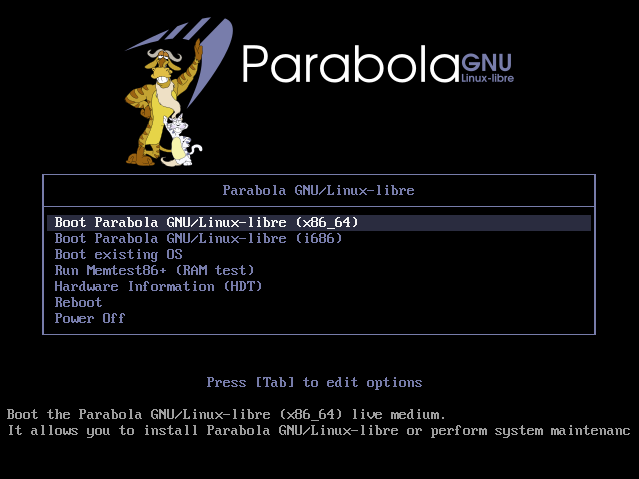 Parabola GNU
Linux-libre
Parabola GNU/Linux-libre
Boot Parabola GNU/Linux-libre (x86_64)
Boot Parabola GNU/Linux-libre (i686)
Boot existing OS
Run Memtest86+ (RAM test)
Hardware Information (HDT)
Reboot
Power Off
Press [Tab] to edit options
Boot the Parabola GNU/Linux-libre (x86_64) live medium.
It allows you to install Parabola GNU/Linux-libre or perform system maintenanc